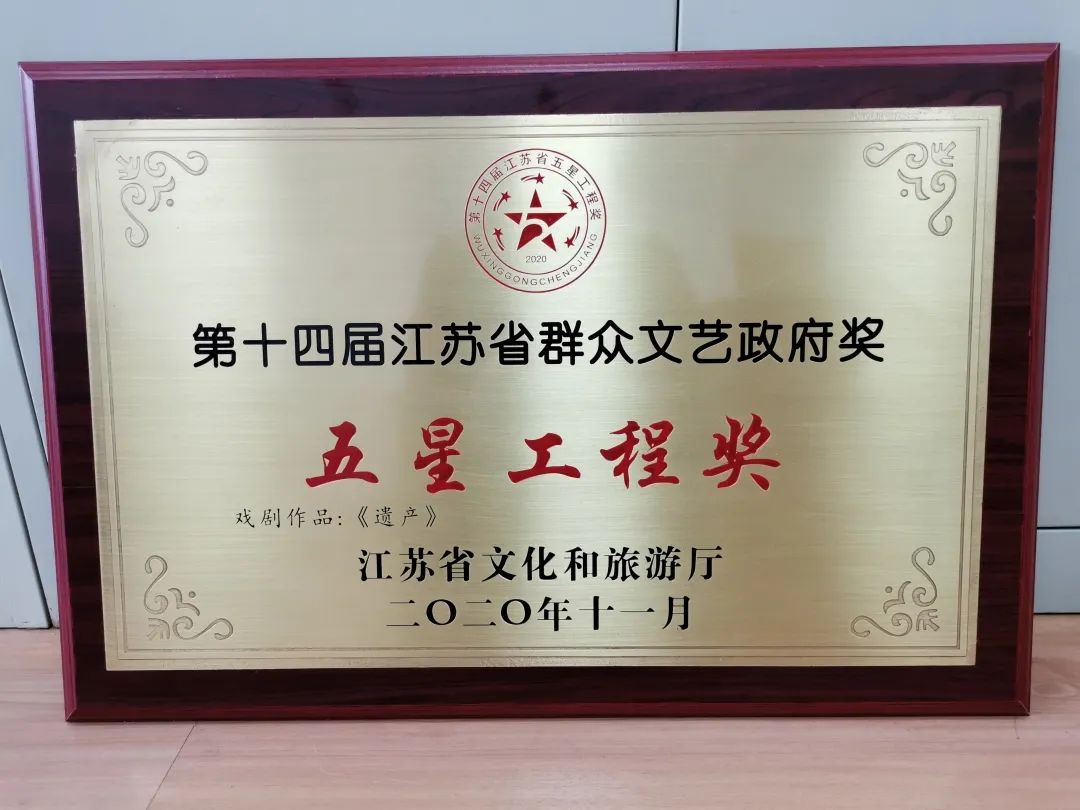 第十四届江苏省五星工程奖
2020
WUXINGGONGCHENGJIANG
第十四届江苏省群众文艺政府奖
五星工程奖
戏剧作品:《遗产》
江苏省文化和旅游厅
二〇二〇年十一月